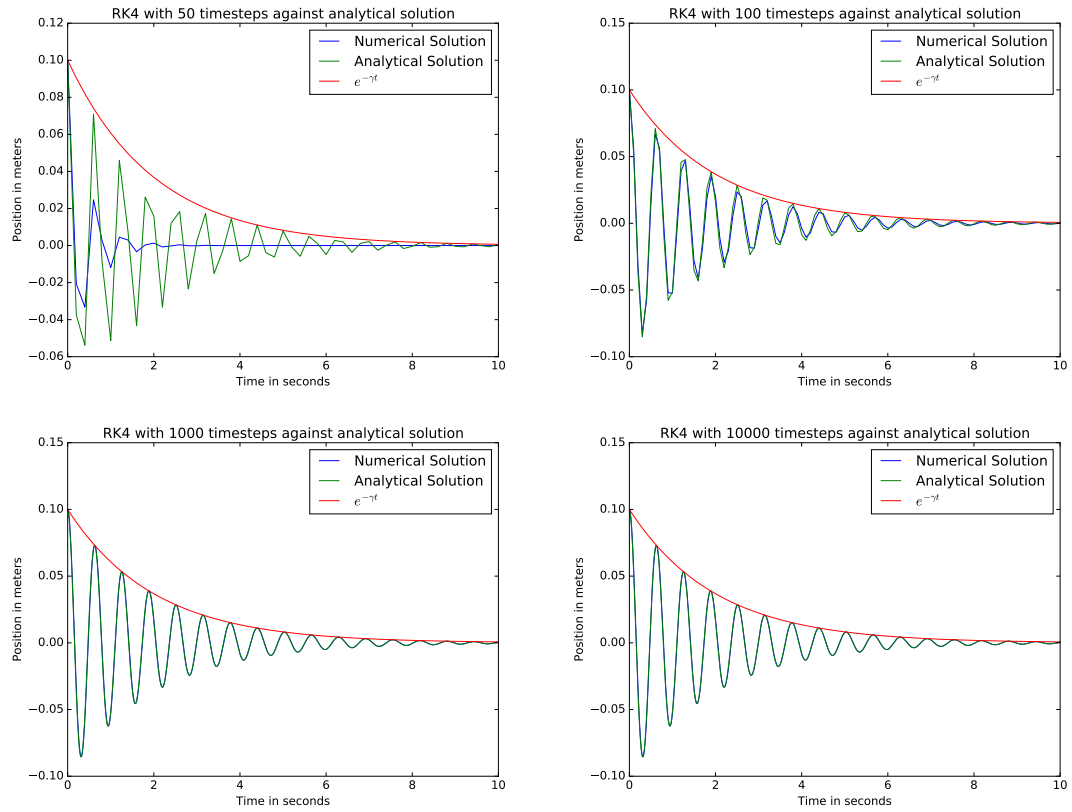 RK4 with 50 timesteps against analytical solution
0.12
0.10
0.08
0.06
0.04
0.02
0.00
−0.02
−0.04
−0.06
Position in meters
Numerical Solution
Analytical Solution
e^{−γt}
0 2 4 6 8 10
Time in seconds
RK4 with 100 timesteps against analytical solution
0.15
0.10
0.05
0.00
−0.05
−0.10
Position in meters
Numerical Solution
Analytical Solution
e^{−γt}
0 2 4 6 8 10
Time in seconds
RK4 with 1000 timesteps against analytical solution
0.15
0.10
0.05
0.00
−0.05
−0.10
Position in meters
Numerical Solution
Analytical Solution
e^{−γt}
0 2 4 6 8 10
Time in seconds
RK4 with 10000 timesteps against analytical solution
0.15
0.10
0.05
0.00
−0.05
−0.10
Position in meters
Numerical Solution
Analytical Solution
e^{−γt}
0 2 4 6 8 10
Time in seconds